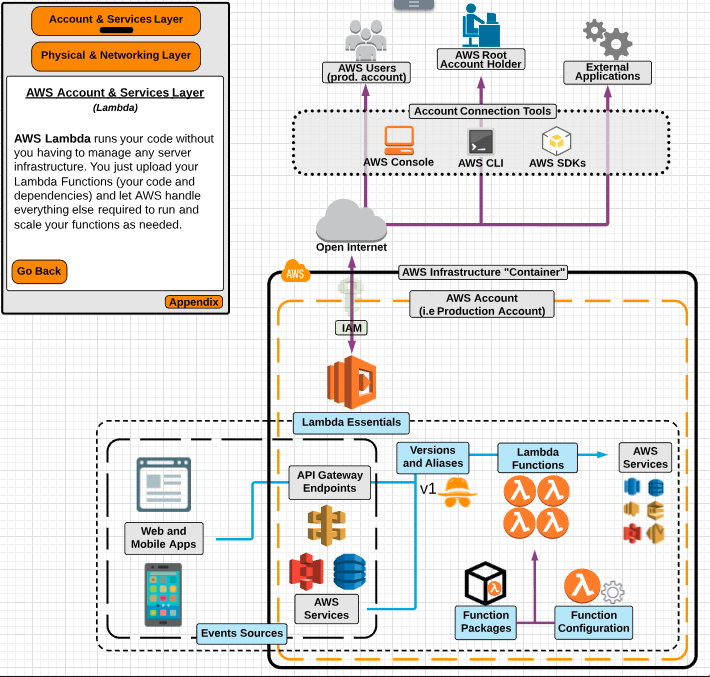 Account & Services Layer
Physical & Networking Layer
AWS Account & Services Layer
(Lambda)
AWS Lambda runs your code without
you having to manage any server
infrastructure. You just upload your
Lambda Functions (your code and
dependencies) and let AWS handle
everything else required to run and
scale your functions as needed.
Go Back
Appendix
AWS Users
(prod. account)
AWS Root
Account Holder
External
Applications
Account Connection Tools
AWS Console
AWS CLI
AWS SDKs
Open Internet
AWS
AWS Infrastructure "Container"
AWS Account
(i.e Production Account)
IAM
Lambda Essentials
Versions
and Aliases
Lambda
Functions
AWS
Services
API Gateway
Endpoints
v1
Web and
Mobile Apps
AWS
Services
Events Sources
Function
Packages
Function
Configuration